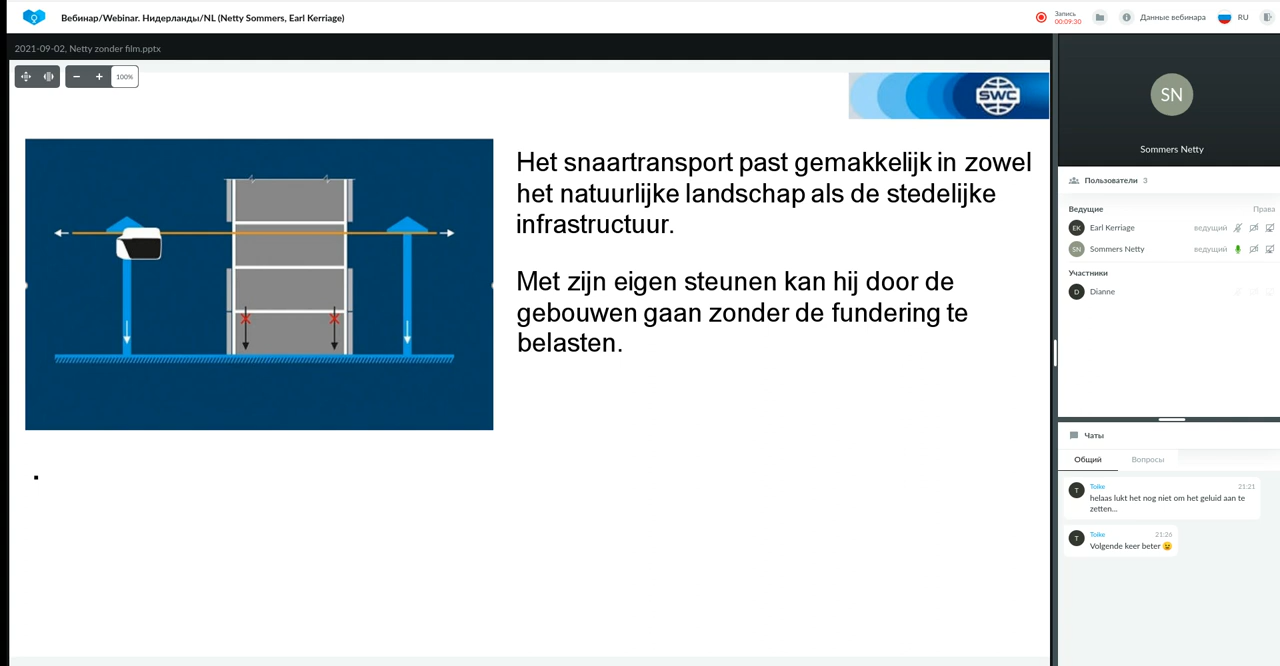 Вебинар/Webinar. Нидерланды/NL (Netty Sommers, Earl Kerriage)
Запись
00:09:30
Данные вебинара
RU
2021-09-02, Netty zonder film.pptx
100%
SWC
Het snaartransport past gemakkelijk in zowel
het natuurlijke landschap als de stedelijke
infrastructuur.
Met zijn eigen steunen kan hij door de
gebouwen gaan zonder de fundering te
belasten.
SN
Sommers Netty
Пользователи 3
Ведущие
Права
EK Earl Kerriage ведущий
SN Sommers Netty ведущий
Участники
D Dianne
Чаты
Общий
Вопросы
T Tolke 21:21
helaas lukt het nog niet om het geluid aan te
zetten...
T Tolke 21:26
Volgende keer beter 😉